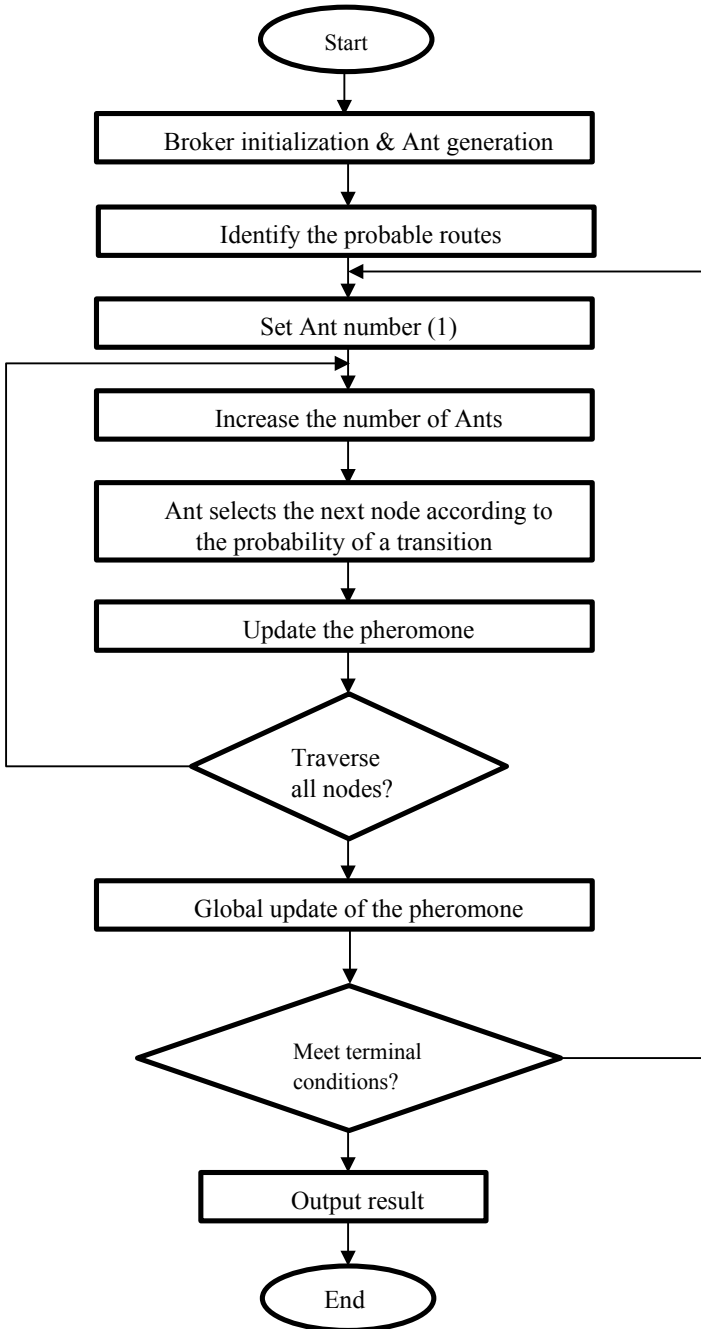 Start
Broker initialization & Ant generation
Identify the probable routes
Set Ant number (1)
Increase the number of Ants
Ant selects the next node according to
the probability of a transition
Update the pheromone
Traverse
all nodes?
Global update of the pheromone
Meet terminal
conditions?
Output result
End